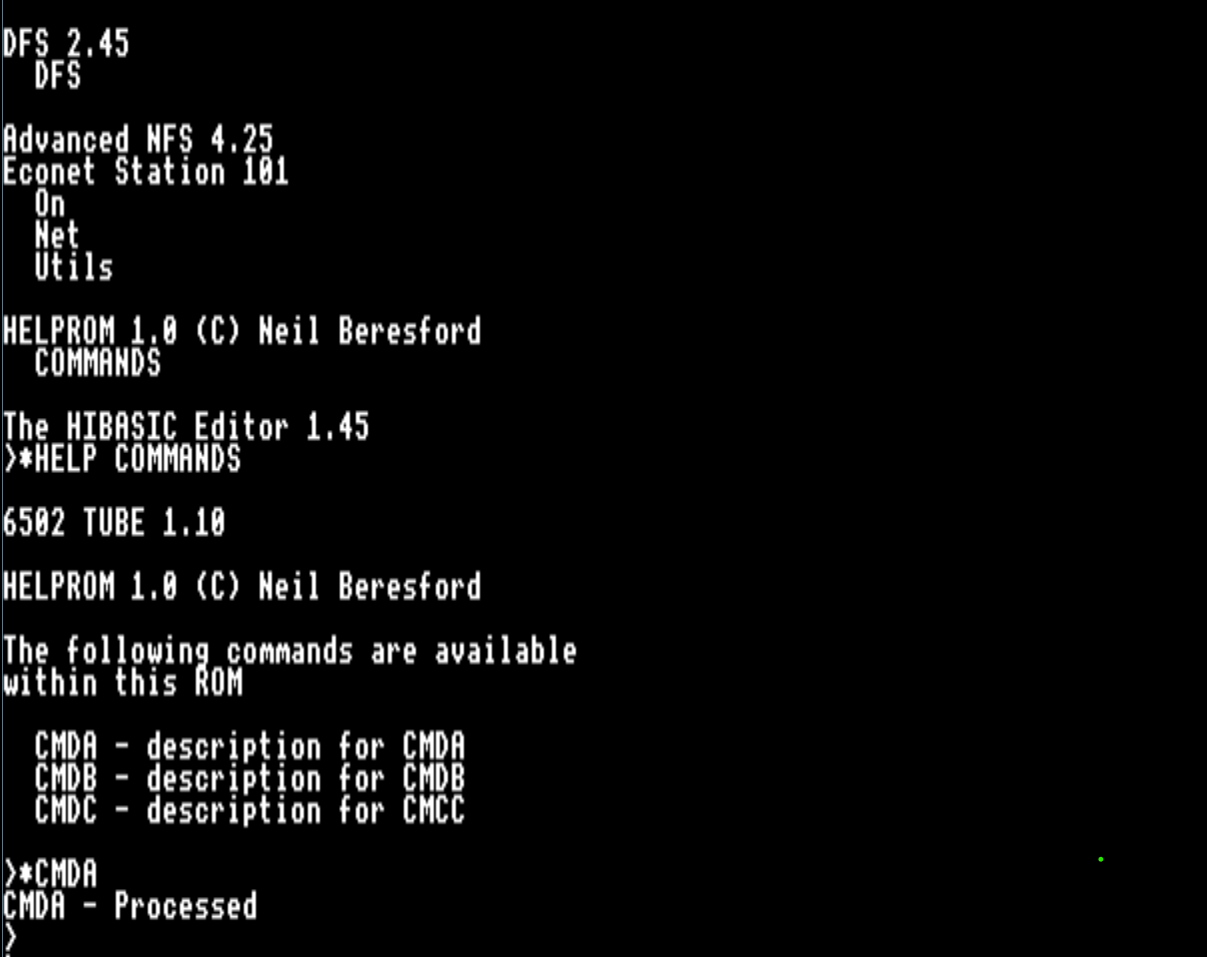 DFS 2.45
  DFS

Advanced NFS 4.25
Econet Station 101
  On
  Net
  Utils

HELPROM 1.0 (C) Neil Beresford
  COMMANDS

The HIBASIC Editor 1.45
>*HELP COMMANDS

6502 TUBE 1.10

HELPROM 1.0 (C) Neil Beresford

The following commands are available
within this ROM

  CMDA - description for CMDA
  CMDB - description for CMDB
  CMDC - description for CMCC

>*CMDA
CMDA - Processed
>